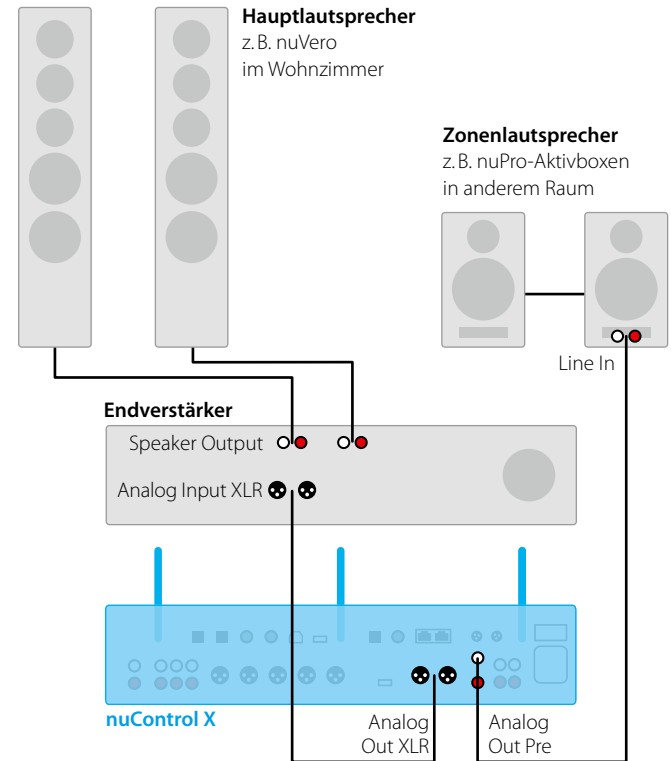 Hauptlautsprecher
z. B. nuVero
im Wohnzimmer
Zonenlautsprecher
z. B. nuPro-Aktivboxen
in anderem Raum
Line In
Endverstärker
Speaker Output
Analog Input XLR
nuControl X
Analog
Out XLR
Analog
Out Pre